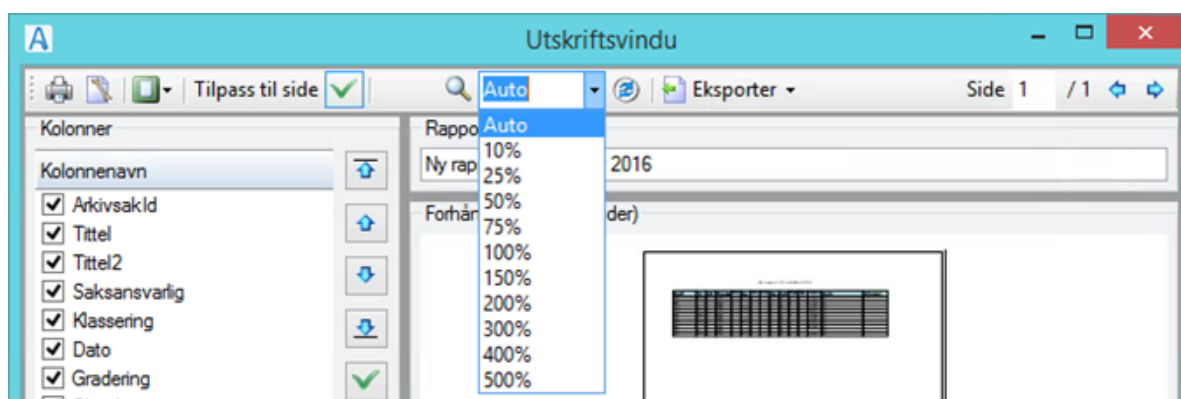 Utskriftsvindu
Tilpass til side Auto Eksporter Side 1 / 1
Kolonner
Kolonnenavn
ArkivsakId
Tittel
Tittel2
Saksansvarlig
Klassering
Dato
Gradering
Rappo
Ny rap 2016
Forhån der)
Auto
10%
25%
50%
75%
100%
150%
200%
300%
400%
500%